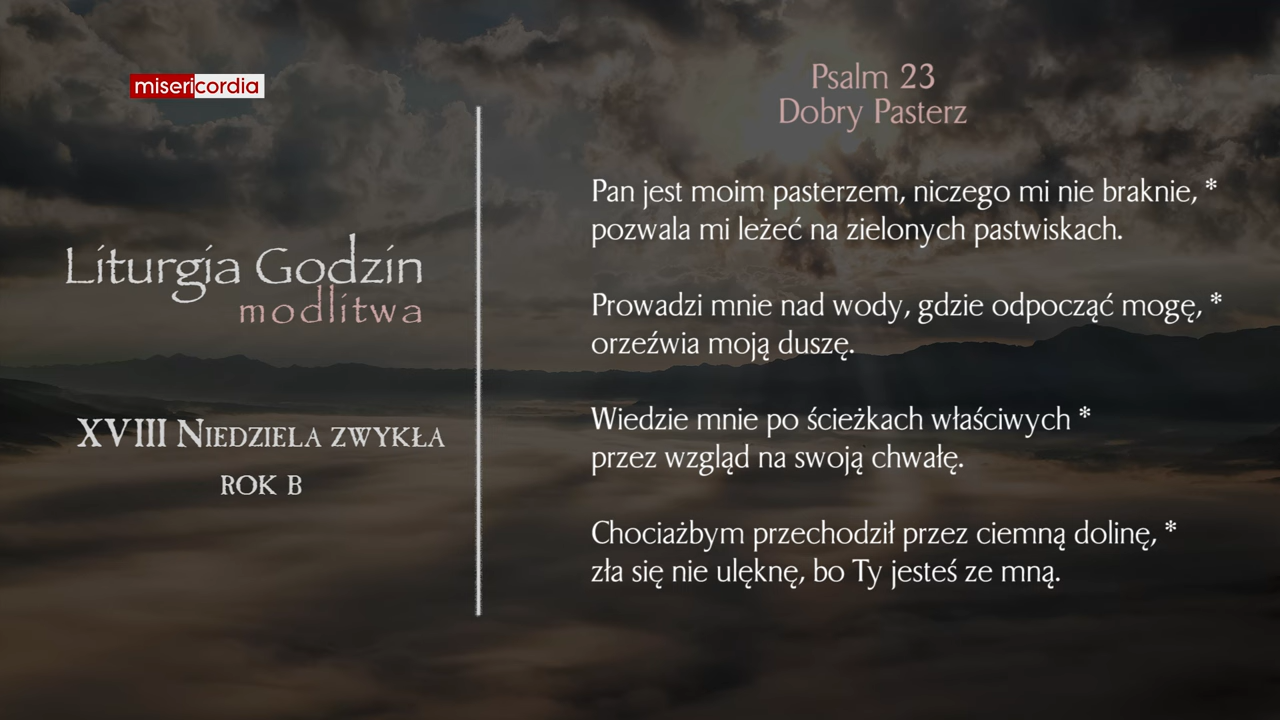 misericordia
Liturgia Godzin
modlitwa
XVIII Niedziela zwykła
rok B
Psalm 23
Dobry Pasterz
Pan jest moim pasterzem, niczego mi nie braknie, *
pozwala mi leżeć na zielonych pastwiskach.
Prowadzi mnie nad wody, gdzie odpocząć mogę, *
orzeźwia moją duszę.
Wiedzie mnie po ścieżkach właściwych *
przez wzgląd na swoją chwałę.
Chociażbym przechodził przez ciemną dolinę, *
zła się nie ulęknę, bo Ty jesteś ze mną.